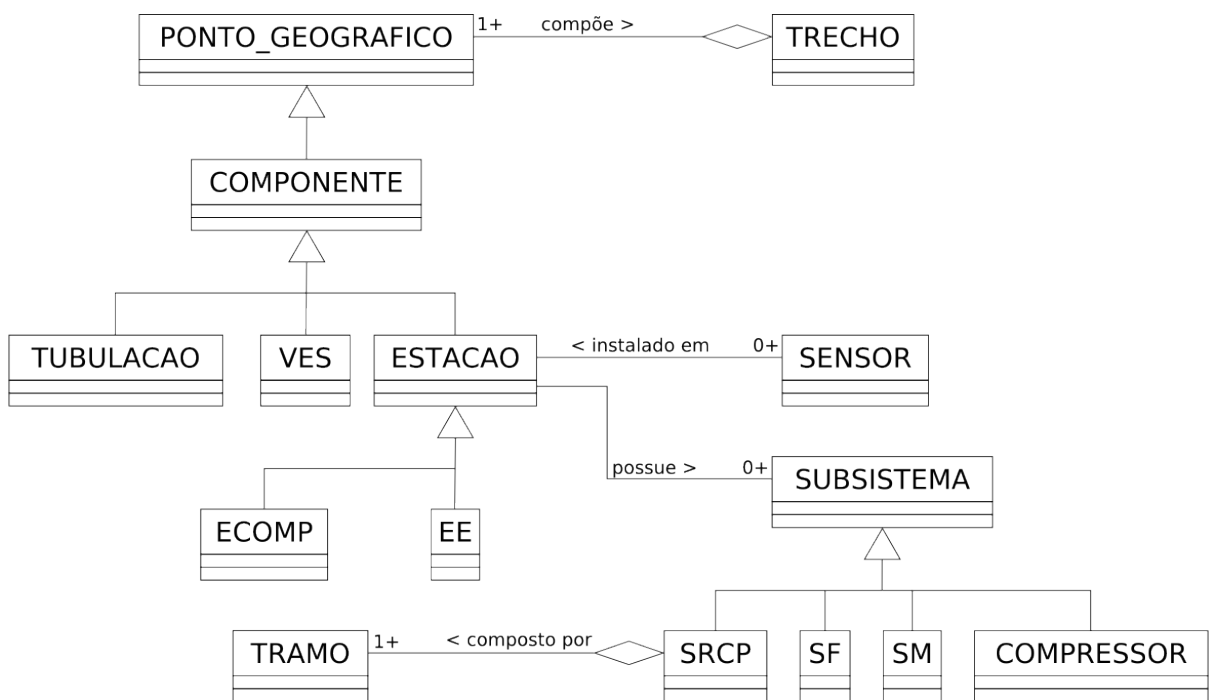 PONTO_GEOGRAFICO
1+ compõe >
TRECHO
COMPONENTE
TUBULACAO
VES
ESTACAO
< instalado em 0+
SENSOR
possue > 0+
SUBSISTEMA
ECOMP
EE
TRAMO
1+ < composto por
SRCP
SF
SM
COMPRESSOR